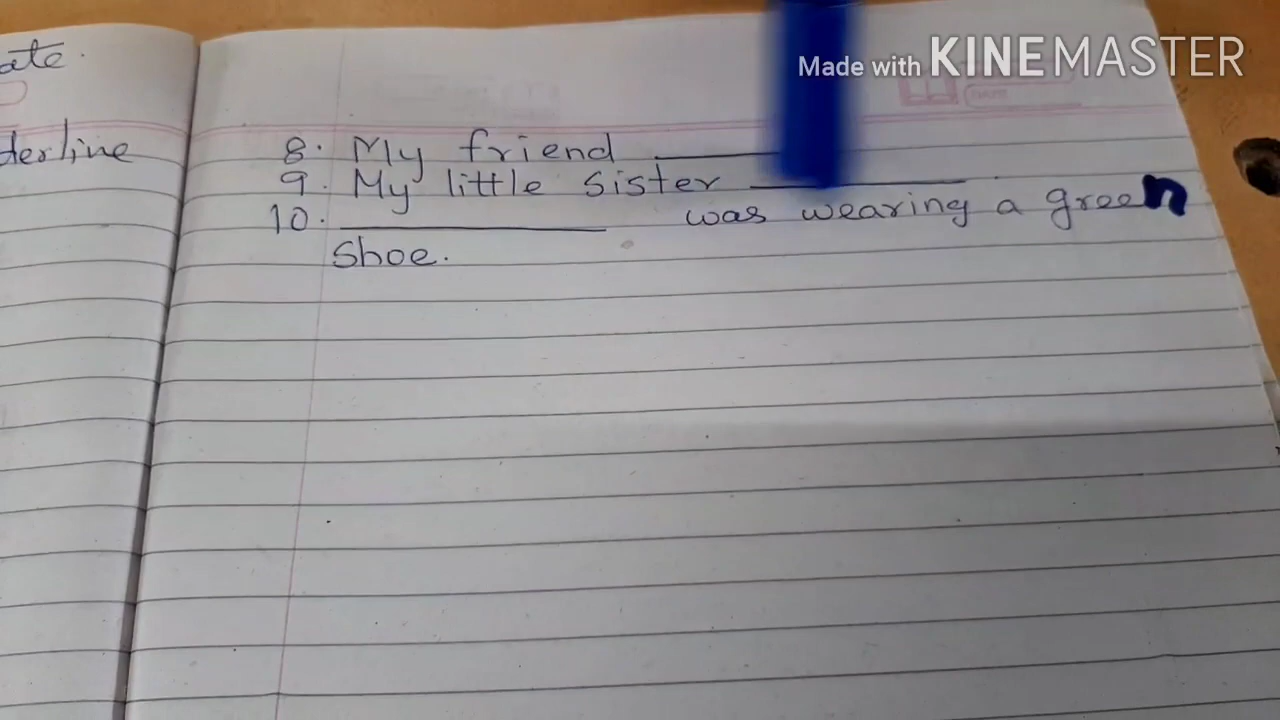 Made with KINEMASTER
ate.
derline
8. My friend
9. My little sister
10. was wearing a green
Shoe.